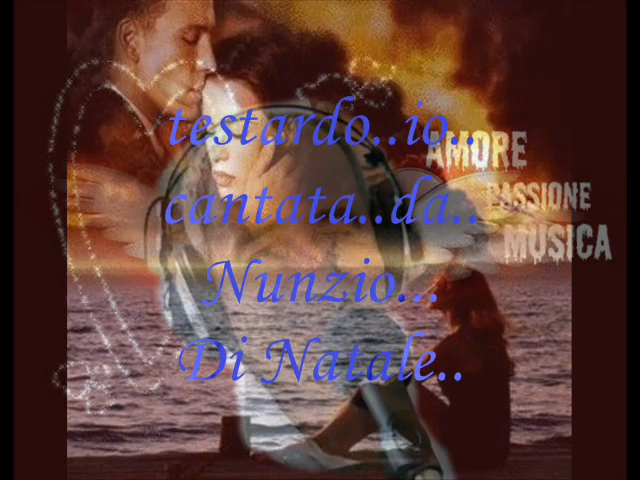 testardo..io..
cantata..da..
Nunzio...
Di Natale..
AMORE
PASSIONE
MUSICA